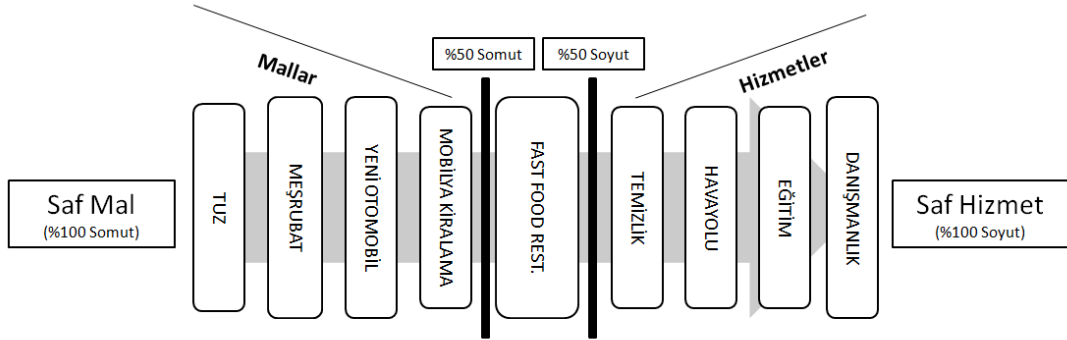 %50 Somut
%50 Soyut
Mallar
Hizmetler
Saf Mal
(%100 Somut)
TUZ
MEŞRUBAT
YENİ OTOMOBİL
MOBİLYA KİRALAMA
FAST FOOD REST.
TEMİZLİK
HAVAYOLU
EĞİTİM
DANIŞMANLIK
Saf Hizmet
(%100 Soyut)